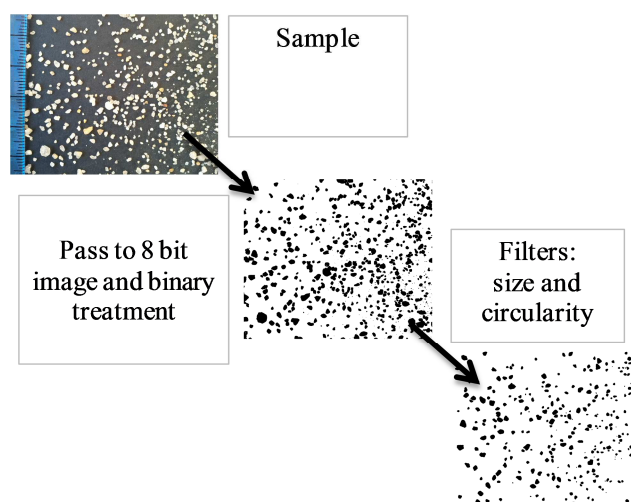 Sample
Pass to 8 bit
image and binary
treatment
Filters:
size and
circularity